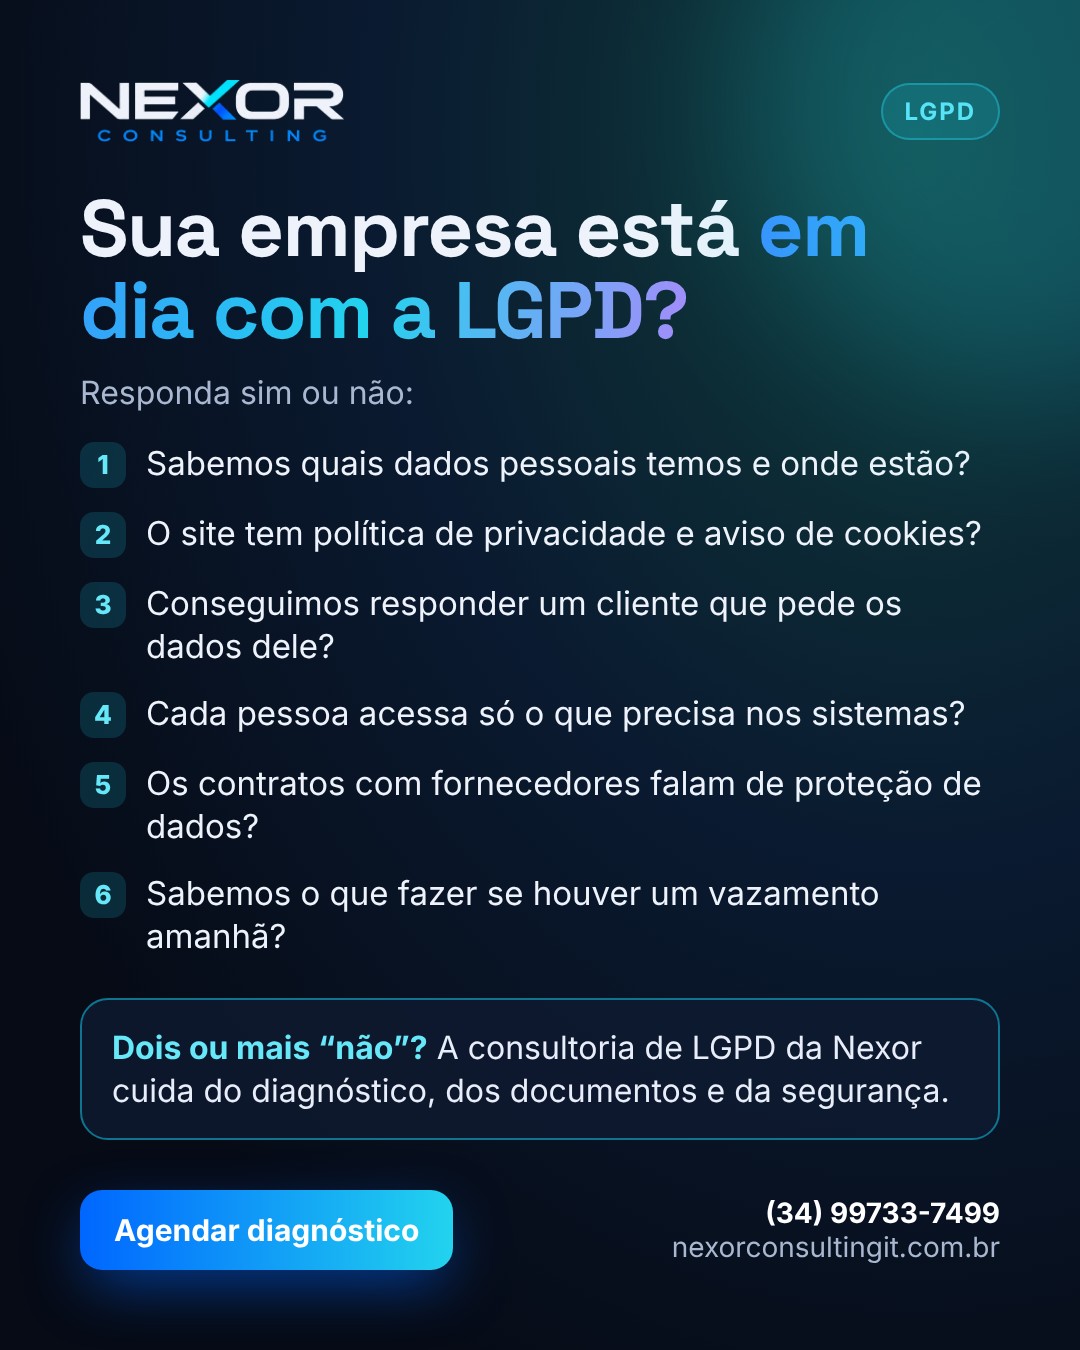 NEXOR
CONSULTING
LGPD
Sua empresa está em
dia com a LGPD?
Responda sim ou não:
1 Sabemos quais dados pessoais temos e onde estão?
2 O site tem política de privacidade e aviso de cookies?
3 Conseguimos responder um cliente que pede os
dados dele?
4 Cada pessoa acessa só o que precisa nos sistemas?
5 Os contratos com fornecedores falam de proteção de
dados?
6 Sabemos o que fazer se houver um vazamento
amanhã?
Dois ou mais “não”? A consultoria de LGPD da Nexor
cuida do diagnóstico, dos documentos e da segurança.
Agendar diagnóstico
(34) 99733-7499
nexorconsultingit.com.br